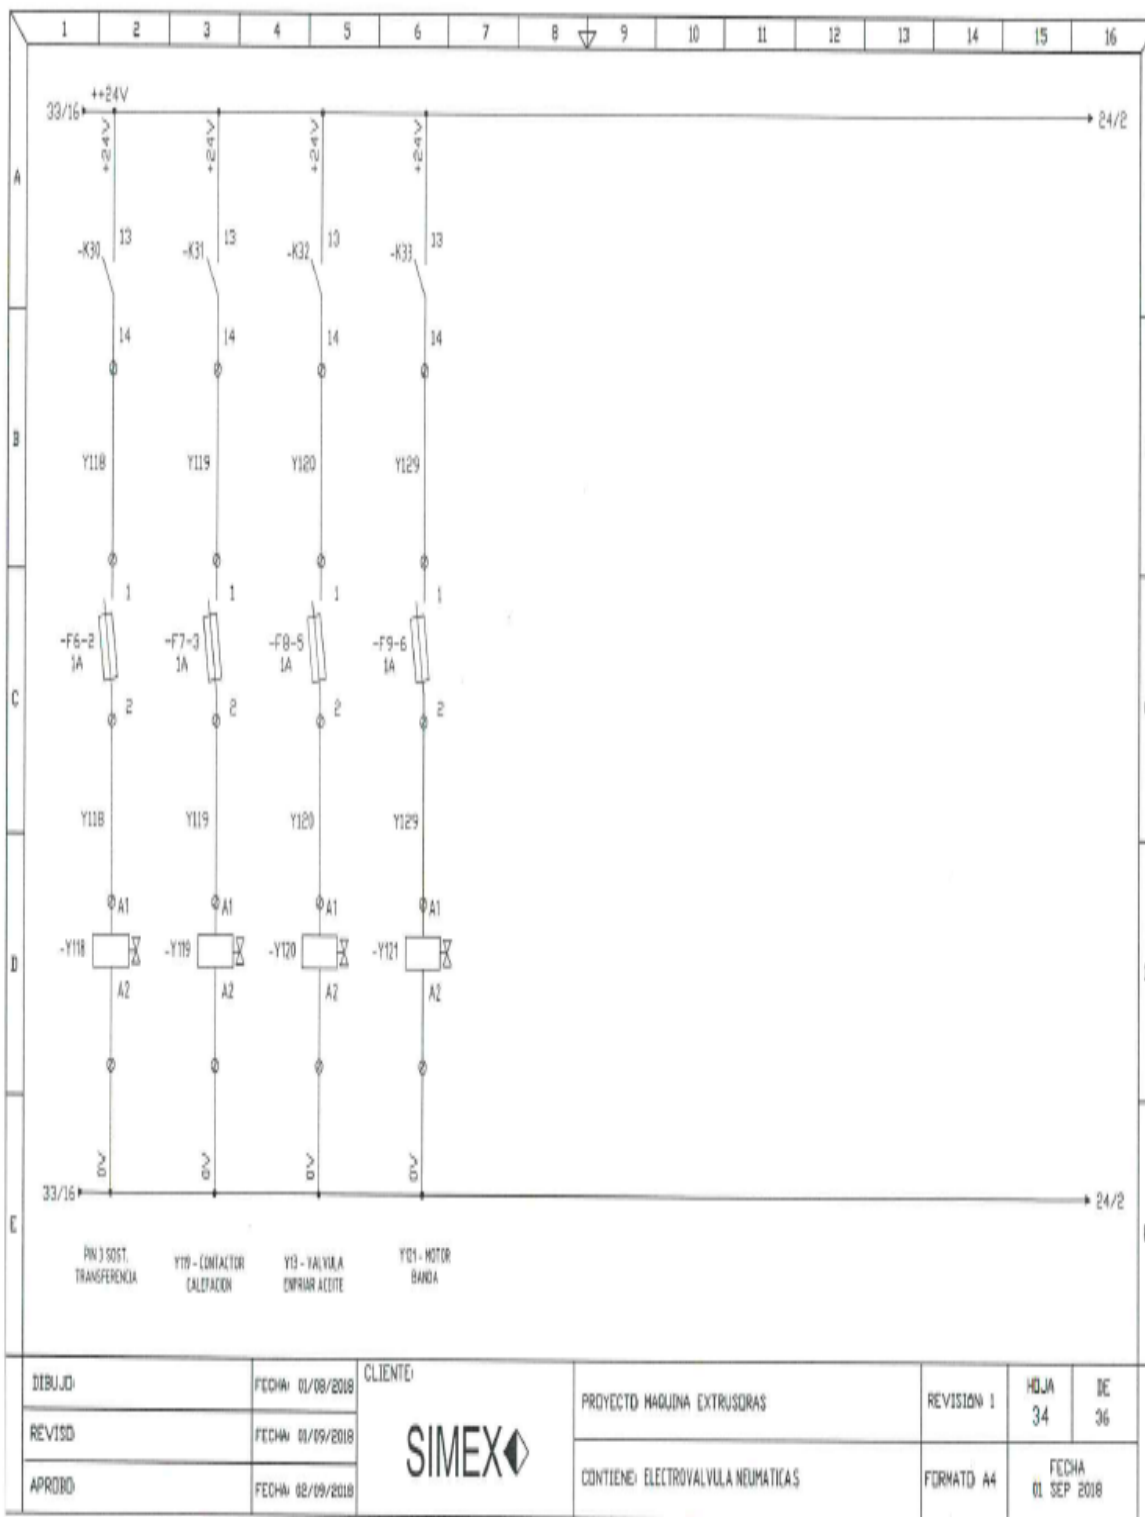 1 2 3 4 5 6 7 8 9 10 11 12 13 14 15 16
++24V
33/16
24/2
+24V +24V +24V +24V
A
13 13 13 13
-K30 -K31 -K32 -K33
14 14 14 14
B
Y118 Y119 Y120 Y129
1 1 1 1
-F6-2 -F7-3 -F8-5 -F9-6
1A 1A 1A 1A
C
2 2 2 2
Y118 Y119 Y120 Y129
A1 A1 A1 A1
-Y118 -Y119 -Y120 -Y121
D
A2 A2 A2 A2
0V 0V 0V 0V
33/16
24/2
E
PIN 3 SOST.
TRANSFERENCIA
Y119 - CONTACTOR
CALEFACION
Y13 - VALVULA
ENFRIAR ACEITE
Y121 - MOTOR
BANDA
DIBUJO:
FECHA: 01/08/2018
REVISO
FECHA: 01/09/2018
APROBO:
FECHA: 02/09/2018
CLIENTE:
SIMEX
PROYECTO: MAQUINA EXTRUSORAS
CONTIENE: ELECTROVALVULA NEUMATICAS
REVISION: 1
FORMATO: A4
HOJA
34
DE
36
FECHA
01 SEP 2018